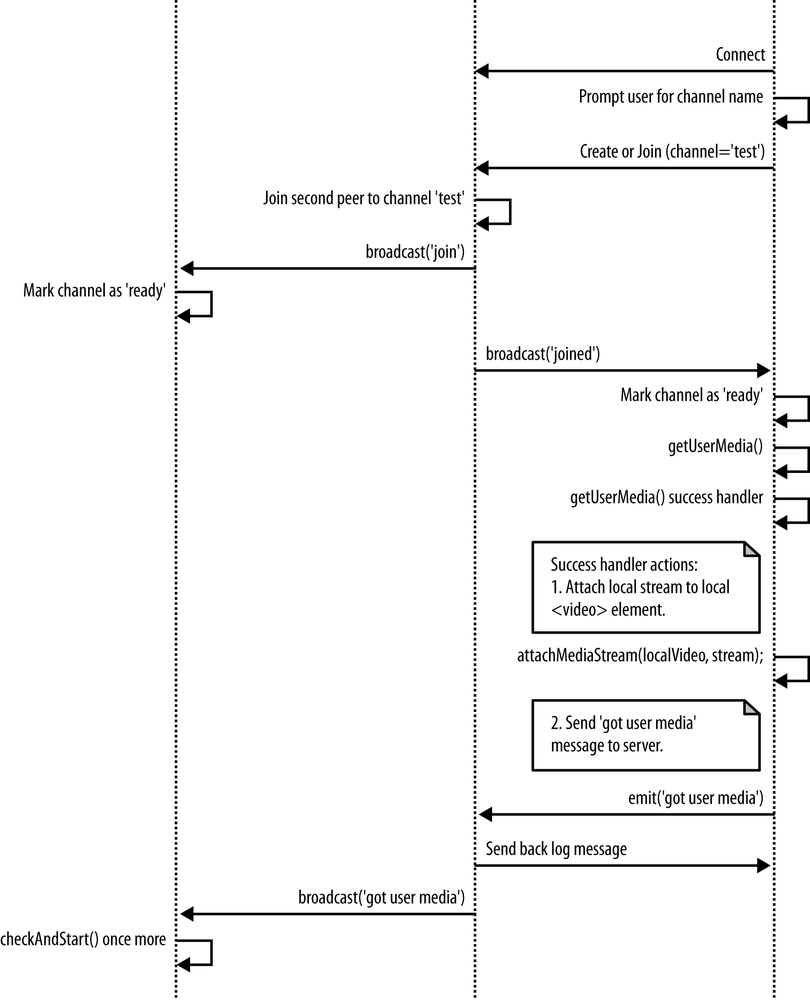 Connect
Prompt user for channel name
Create or Join (channel='test')
Join second peer to channel 'test'
broadcast('join')
Mark channel as 'ready'
broadcast('joined')
Mark channel as 'ready'
getUserMedia()
getUserMedia() success handler
Success handler actions:
1. Attach local stream to local
<video> element.
attachMediaStream(localVideo, stream);
2. Send 'got user media'
message to server.
emit('got user media')
Send back log message
broadcast('got user media')
checkAndStart() once more